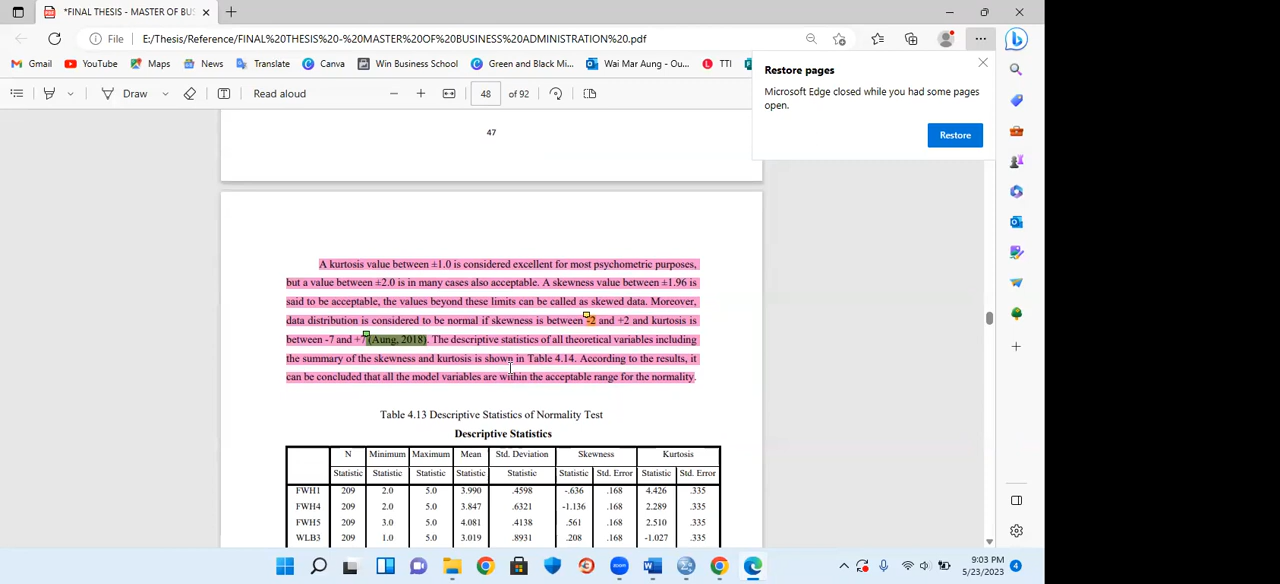 *FINAL THESIS - MASTER OF BUS
File
E:/Thesis/Reference/FINAL%20THESIS%20-%20MASTER%20OF%20BUSINESS%20ADMINISTRATION%20.pdf
Gmail YouTube Maps News Translate Canva Win Business School Green and Black Mi... Wai Mar Aung - Ou... TTI
Draw Read aloud 48 of 92
Restore pages
Microsoft Edge closed while you had some pages
open.
Restore
47
A kurtosis value between ±1.0 is considered excellent for most psychometric purposes,
but a value between ±2.0 is in many cases also acceptable. A skewness value between ±1.96 is
said to be acceptable, the values beyond these limits can be called as skewed data. Moreover,
data distribution is considered to be normal if skewness is between -2 and +2 and kurtosis is
between -7 and +7 (Aung, 2018). The descriptive statistics of all theoretical variables including
the summary of the skewness and kurtosis is shown in Table 4.14. According to the results, it
can be concluded that all the model variables are within the acceptable range for the normality.
Table 4.13 Descriptive Statistics of Normality Test
Descriptive Statistics
N Minimum Maximum Mean Std. Deviation Skewness Kurtosis
Statistic Statistic Statistic Statistic Statistic Statistic Std. Error Statistic Std. Error
FWH1 209 2.0 5.0 3.990 .4598 -.636 .168 4.426 .335
FWH4 209 2.0 5.0 3.847 .6321 -1.136 .168 2.289 .335
FWH5 209 3.0 5.0 4.081 .4138 .561 .168 2.510 .335
WLB3 209 1.0 5.0 3.019 .8931 .208 .168 -1.027 .335
zoom
9:03 PM
5/23/2023
4